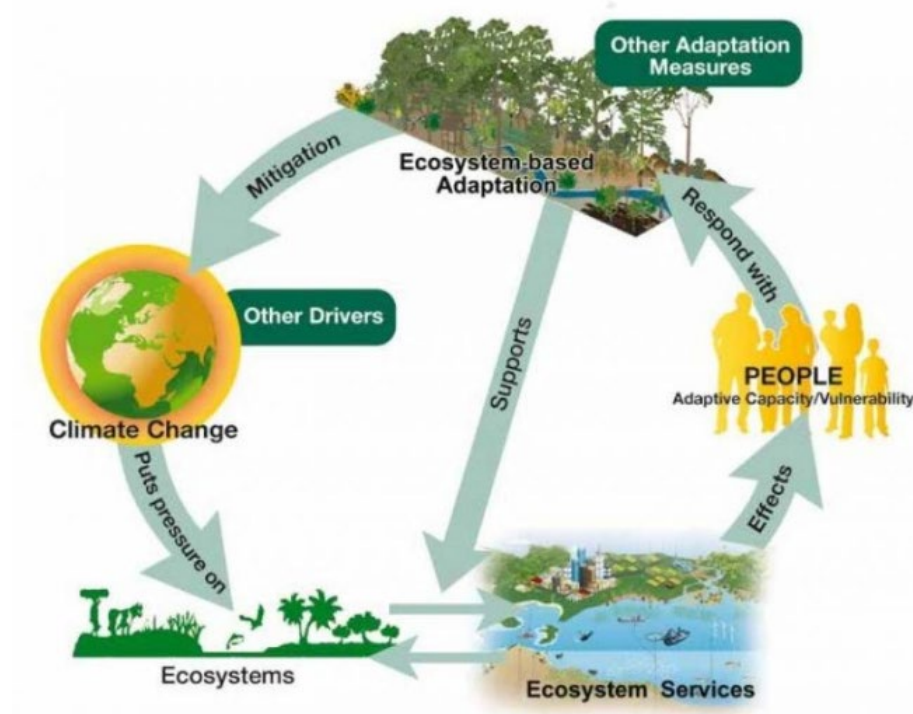 Other Adaptation
Measures
Ecosystem-based
Adaptation
Mitigation
Respond with
Other Drivers
Supports
Climate Change
PEOPLE
Adaptive Capacity/Vulnerability
Puts pressure on
Effects
Ecosystems
Ecosystem Services